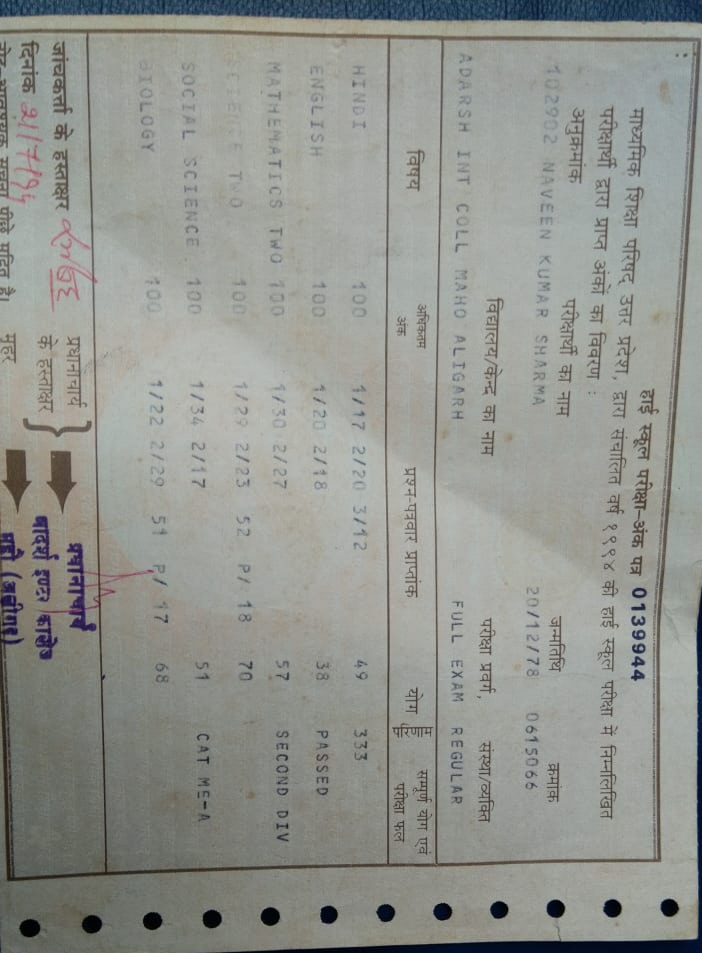 हाई स्कूल परीक्षा-अंक पत्र 0139944
माध्यमिक शिक्षा परिषद् उत्तर प्रदेश, द्वारा संचालित वर्ष १९९४ की हाई स्कूल परीक्षा में निम्नलिखित
परीक्षार्थी द्वारा प्राप्त अंकों का विवरण :
अनुक्रमांक परीक्षार्थी का नाम जन्मतिथि क्रमांक
102902 NAVEEN KUMAR SHARMA 20/12/78 0615066
विद्यालय/केन्द्र का नाम परीक्षा प्रवर्ग, संस्था/व्यक्ति
ADARSH INT COLL MAHO ALIGARH FULL EXAM REGULAR
विषय अधिकतम अंक प्रश्न-पत्रवार प्राप्तांक योग सम्पूर्ण योग एवं परीक्षा फल
HINDI 100 1/17 2/20 3/12 49 333
ENGLISH 100 1/20 2/18 38 PASSED
MATHEMATICS TWO 100 1/30 2/27 57 SECOND DIV
SCIENCE TWO 100 1/29 2/23 52 P/ 18 70
SOCIAL SCIENCE 100 1/34 2/17 51 CAT ME-A
BIOLOGY 100 1/22 2/29 51 P/ 17 68
जांचकर्त्ता के हस्ताक्षर प्रधानाचार्य के हस्ताक्षर प्रधानाचार्य
दिनांक 21/7/94 आदर्श इण्टर कालेज
नोट-आवश्यक सूचना पीछे मुद्रित है। मुहर महौ (अलीगढ़)